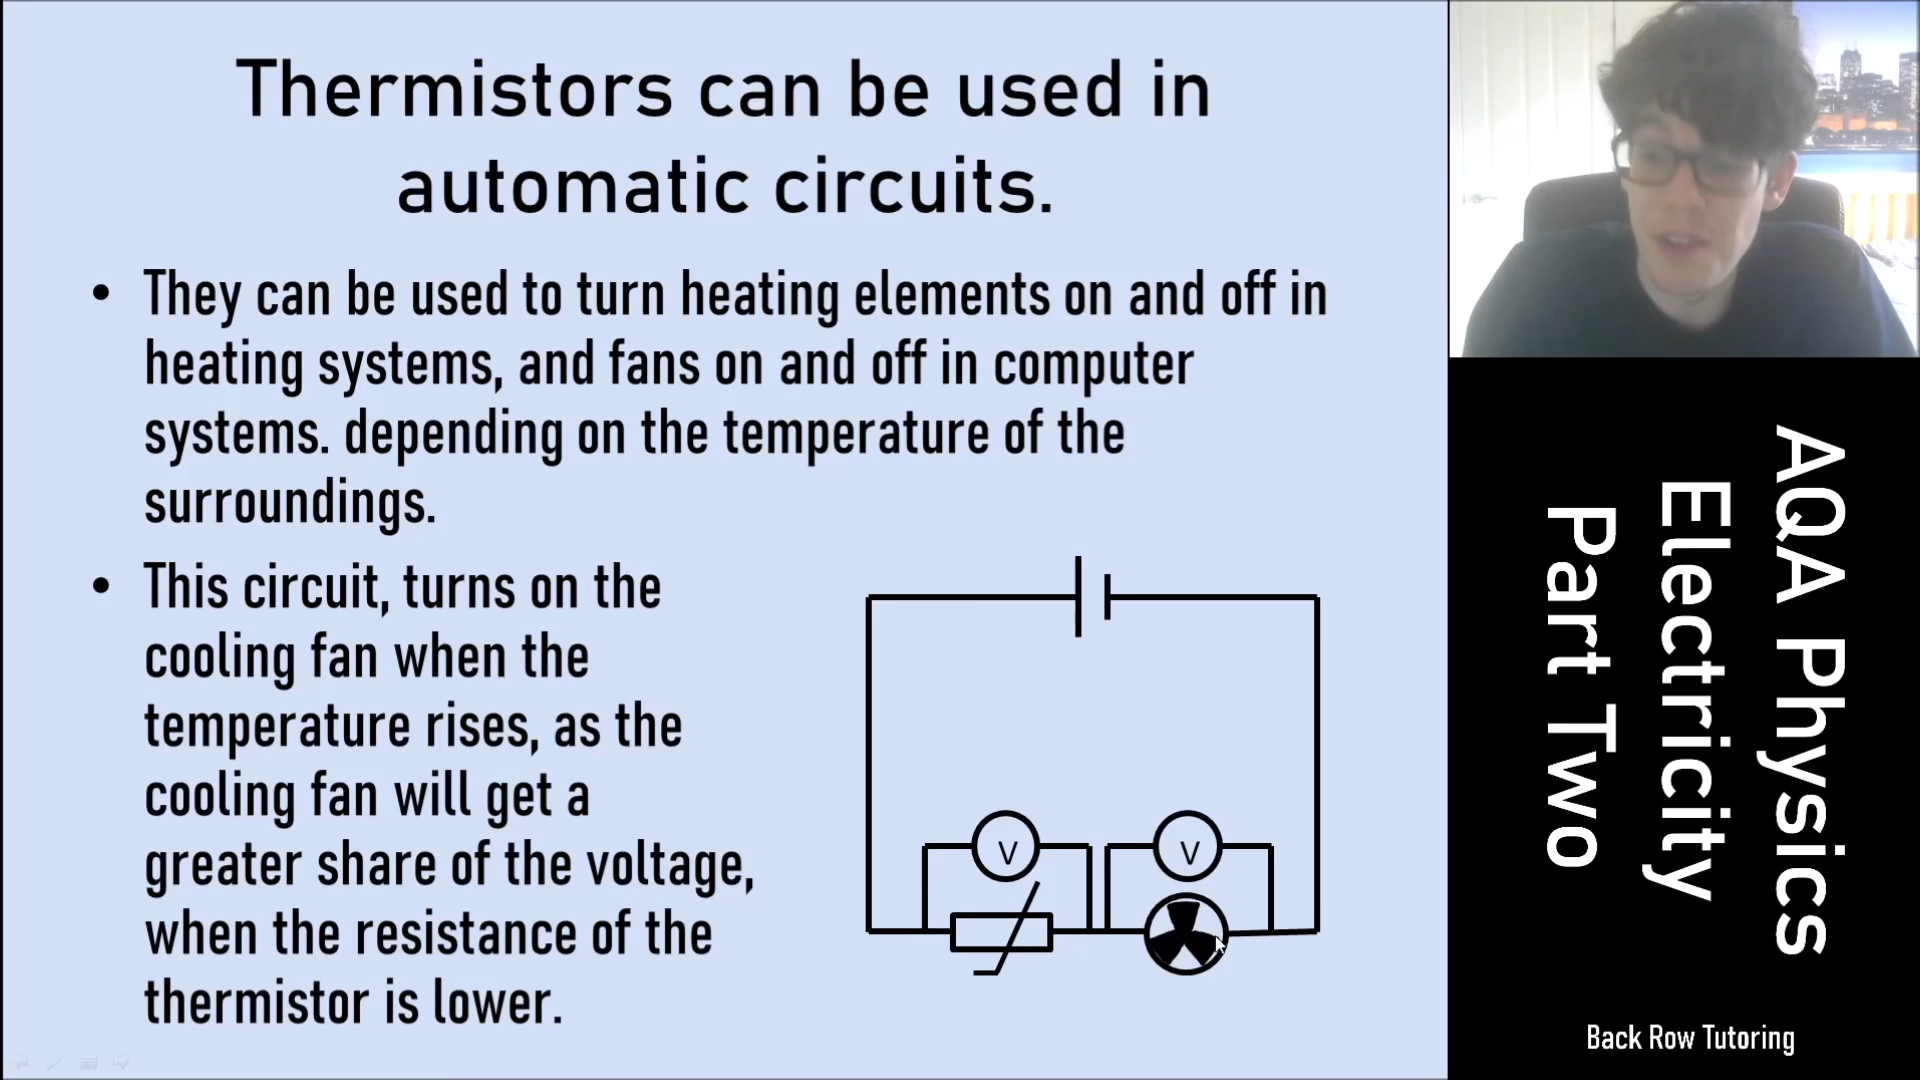 Thermistors can be used in
automatic circuits.
• They can be used to turn heating elements on and off in
heating systems, and fans on and off in computer
systems. depending on the temperature of the
surroundings.
• This circuit, turns on the
cooling fan when the
temperature rises, as the
cooling fan will get a
greater share of the voltage,
when the resistance of the
thermistor is lower.
V
V
AQA Physics
Electricity
Part Two
Back Row Tutoring